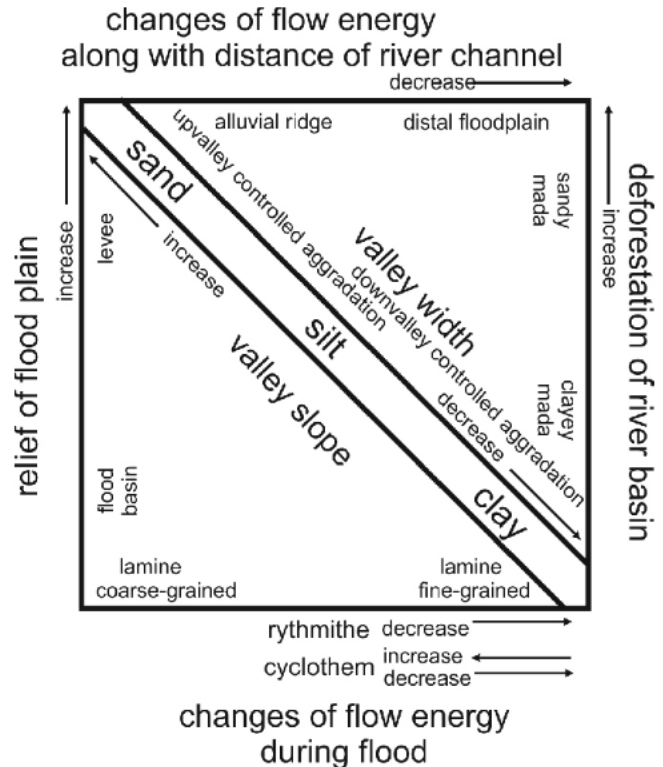 changes of flow energy
along with distance of river channel
decrease
alluvial ridge
distal floodplain
upvalley controlled aggradation
sand
increase
valley width
downvalley controlled aggradation
decrease
silt
valley slope
clay
levee
flood
basin
sandy
mada
clayey
mada
increase
relief of flood plain
increase
deforestation of river basin
lamine
coarse-grained
lamine
fine-grained
rythmithe decrease
cyclothem increase
decrease
changes of flow energy
during flood